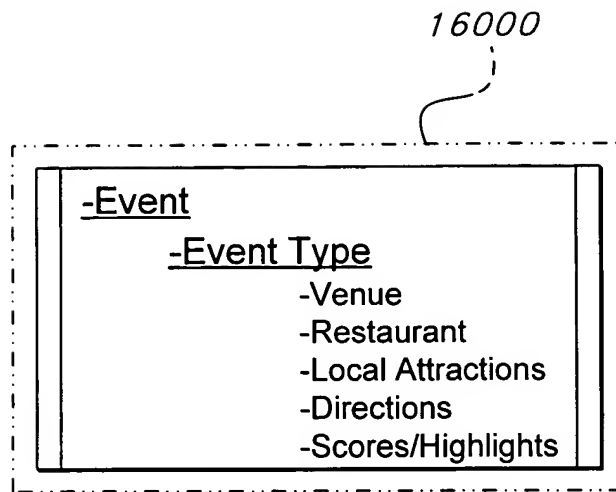 16000
-Event
-Event Type
-Venue
-Restaurant
-Local Attractions
-Directions
-Scores/Highlights